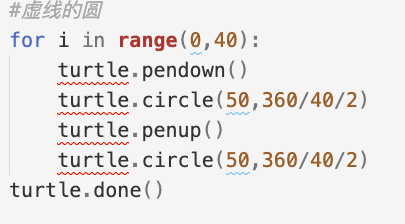 #虚线的圆
for i in range(0,40):
    turtle.pendown()
    turtle.circle(50,360/40/2)
    turtle.penup()
    turtle.circle(50,360/40/2)
turtle.done()